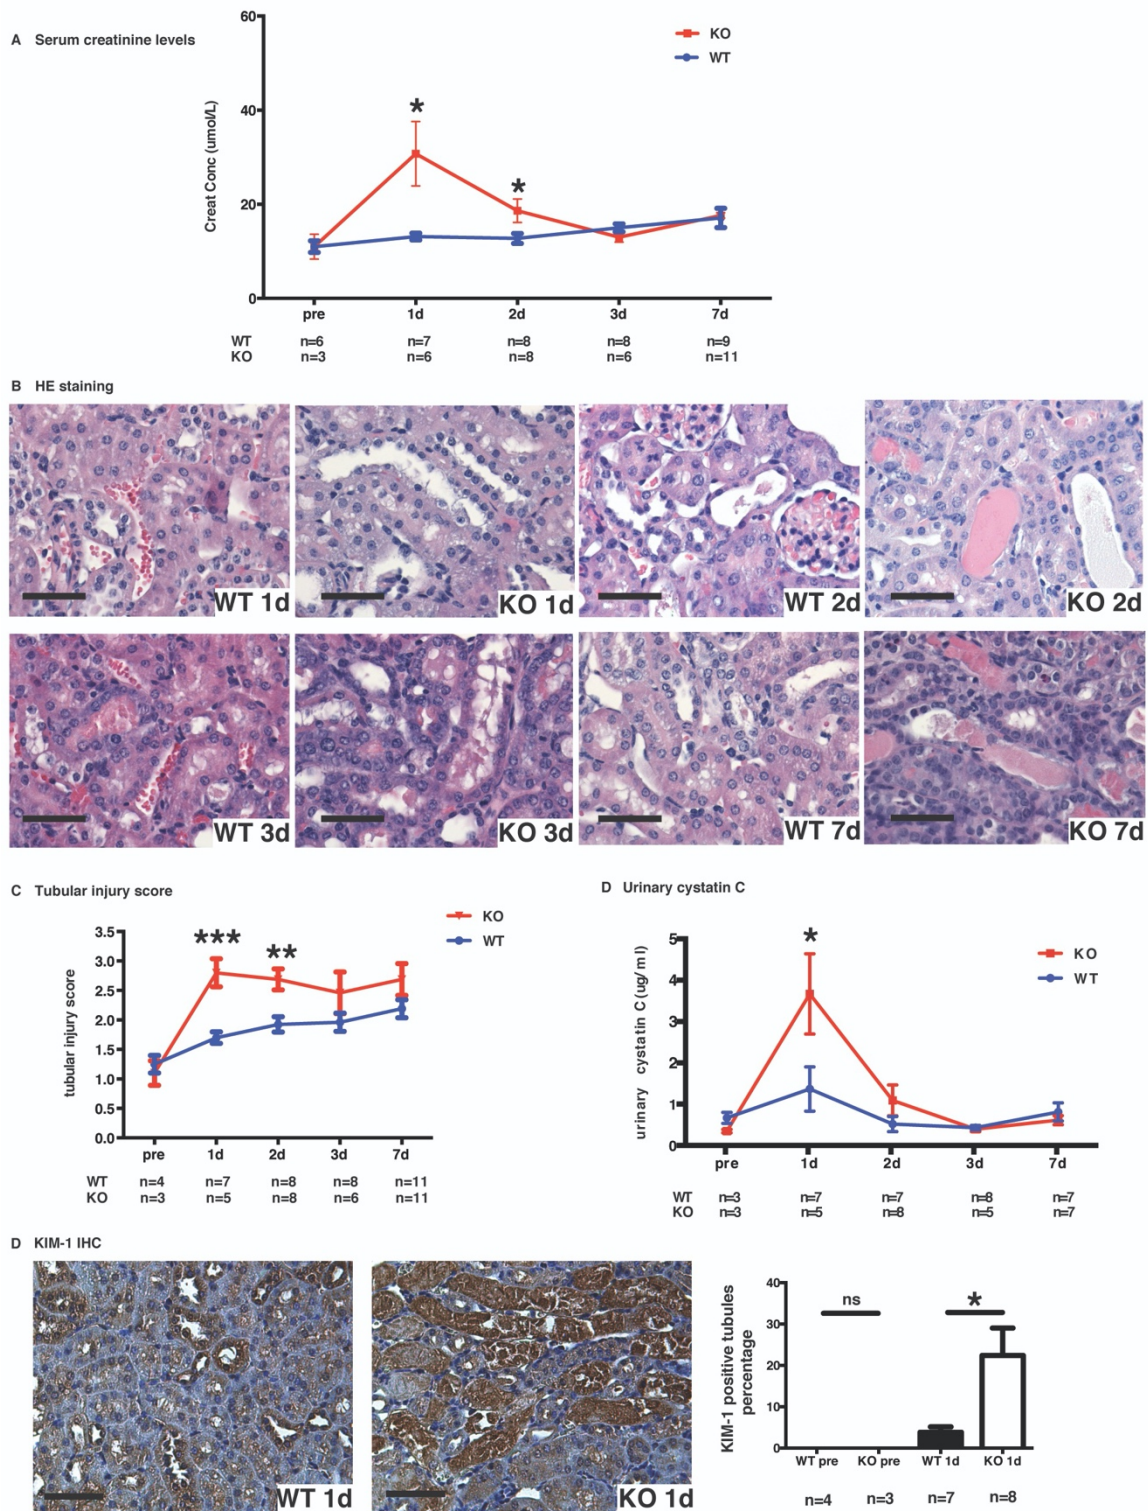 A Serum creatinine levels
60
40
20
0
Creat Conc (umol/L)
KO
WT
*
*
pre 1d 2d 3d 7d
WT n=6 n=7 n=8 n=8 n=9
KO n=3 n=6 n=8 n=6 n=11
B HE staining
WT 1d
KO 1d
WT 2d
KO 2d
WT 3d
KO 3d
WT 7d
KO 7d
C Tubular injury score
KO
WT
3.5
3.0
2.5
2.0
1.5
1.0
0.5
0.0
tubular injury score
***
**
pre 1d 2d 3d 7d
WT n=4 n=7 n=8 n=8 n=11
KO n=3 n=5 n=8 n=6 n=11
D Urinary cystatin C
KO
WT
5
4
3
2
1
0
urinary cystatin C (ug/ml)
*
pre 1d 2d 3d 7d
WT n=3 n=7 n=7 n=8 n=7
KO n=3 n=5 n=8 n=5 n=7
D KIM-1 IHC
WT 1d
KO 1d
40
30
20
10
0
KIM-1 positive tubules
percentage
ns
*
WT pre KO pre WT 1d KO 1d
n=4 n=3 n=7 n=8